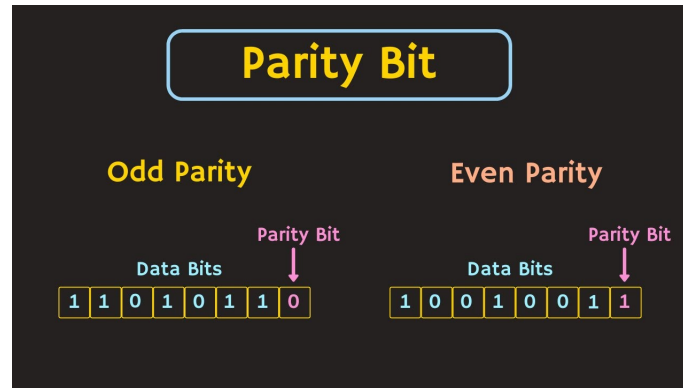 Parity Bit
Odd Parity
Even Parity
Parity Bit
Parity Bit
Data Bits
Data Bits
1 1 0 1 0 1 1 0
1 0 0 1 0 0 1 1